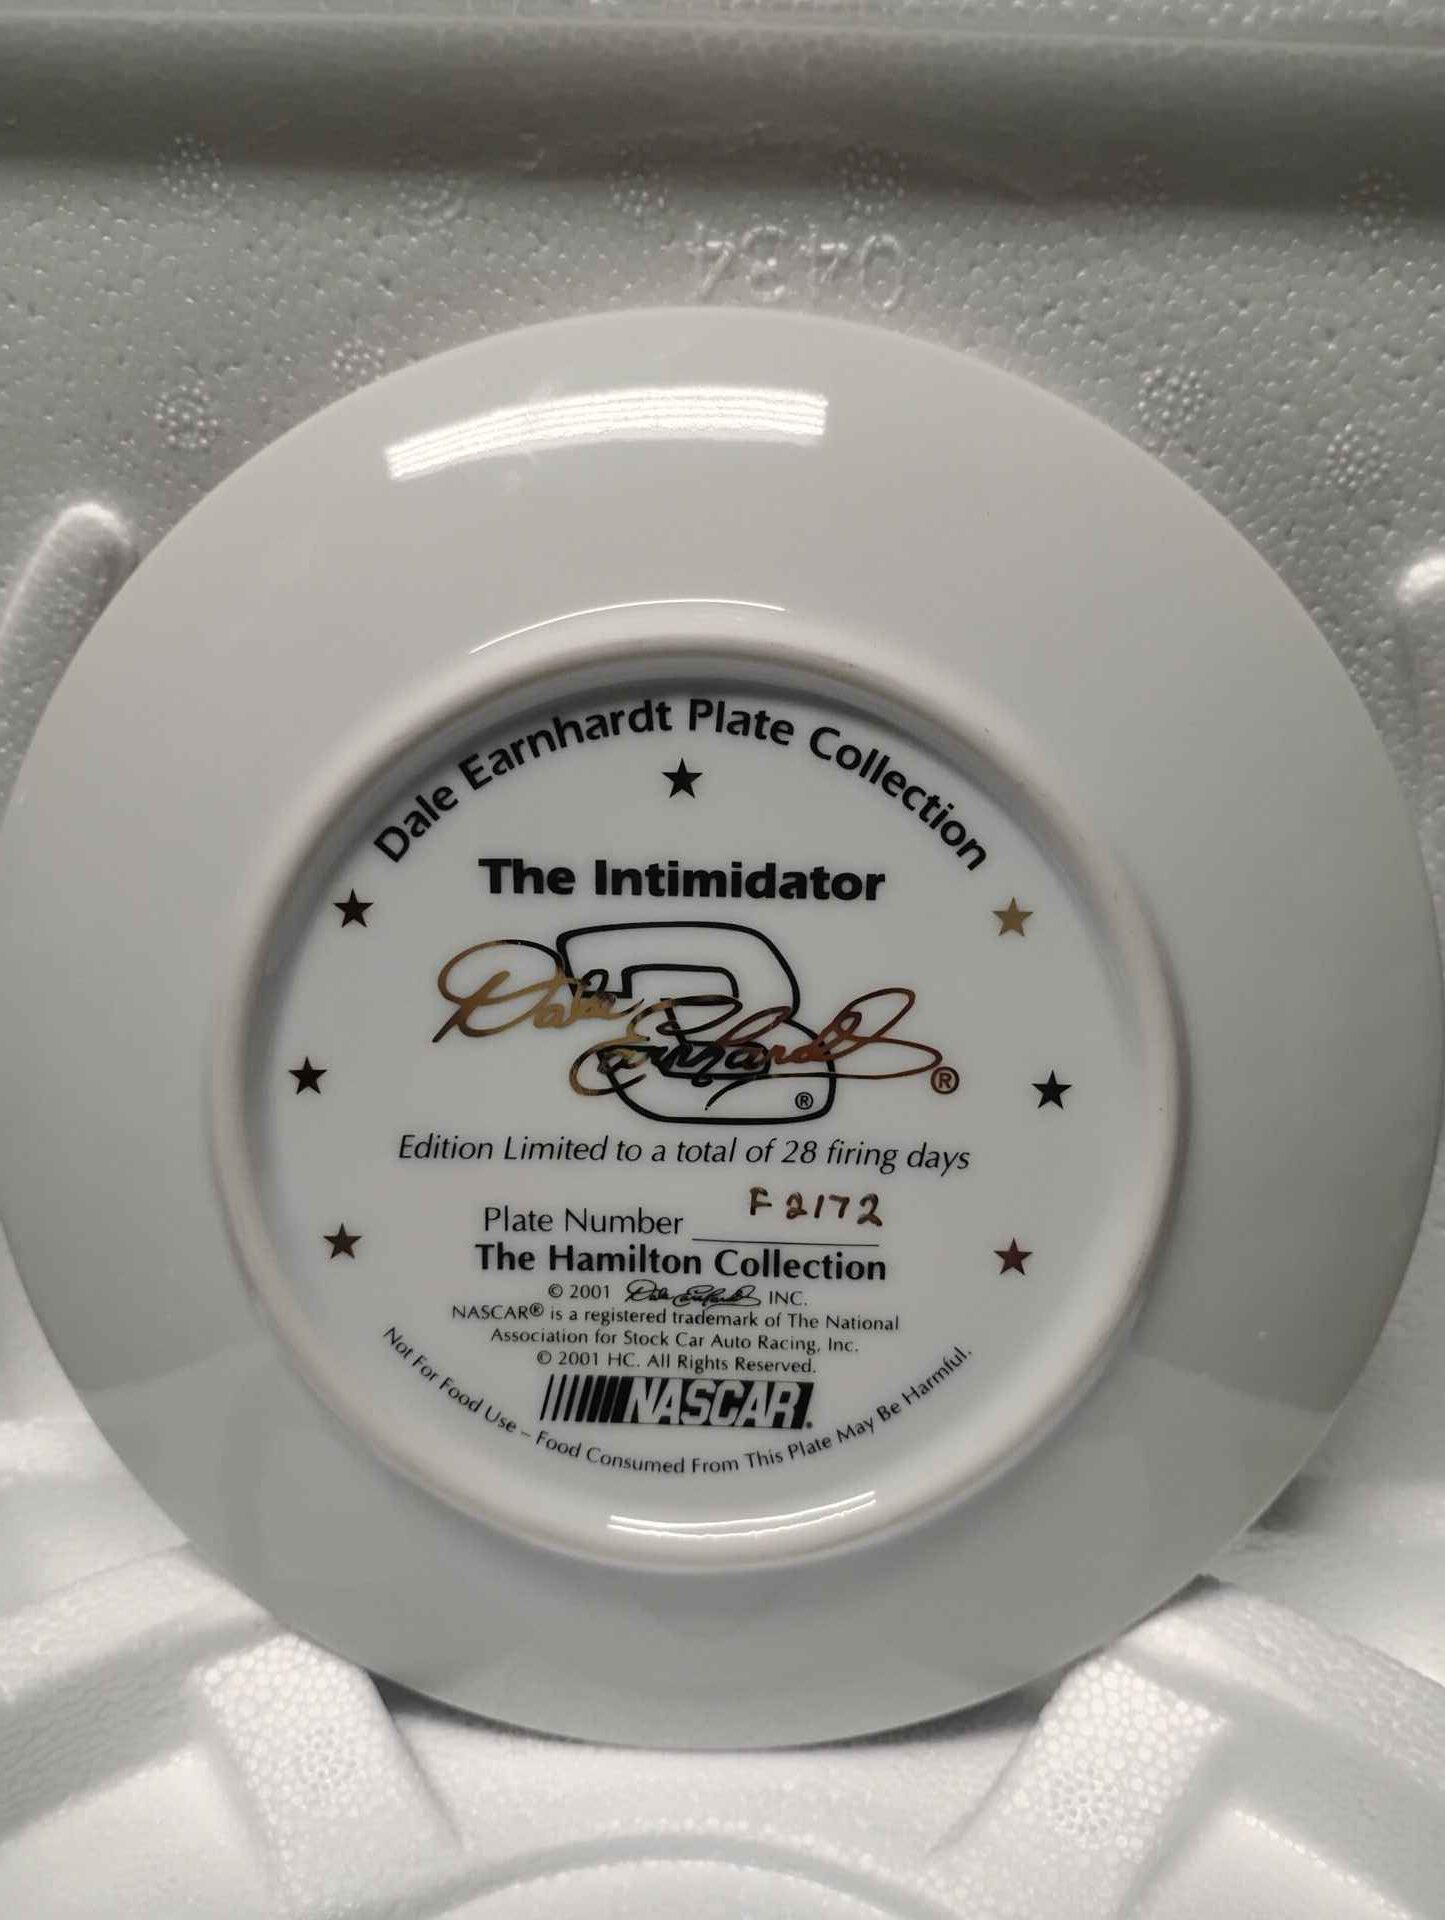 0434
Dale Earnhardt Plate Collection
The Intimidator
3
Dale Earnhardt ®
®
Edition Limited to a total of 28 firing days
Plate Number F2172
The Hamilton Collection
© 2001 Dale Earnhardt INC.
NASCAR® is a registered trademark of The National
Association for Stock Car Auto Racing, Inc.
© 2001 HC. All Rights Reserved.
NASCAR.
Not For Food Use – Food Consumed From This Plate May Be Harmful.